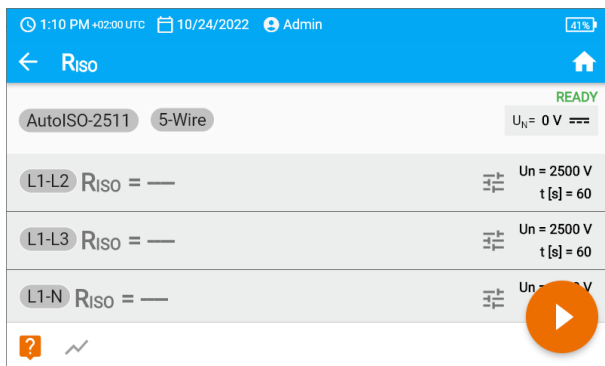 1:10 PM +02:00 UTC 10/24/2022 Admin 41%
RISO
READY
AutoISO-2511 5-Wire UN= 0 V
L1-L2 RISO = ––– Un = 2500 V
t [s] = 60
L1-L3 RISO = ––– Un = 2500 V
t [s] = 60
L1-N RISO = ––– Un V
?